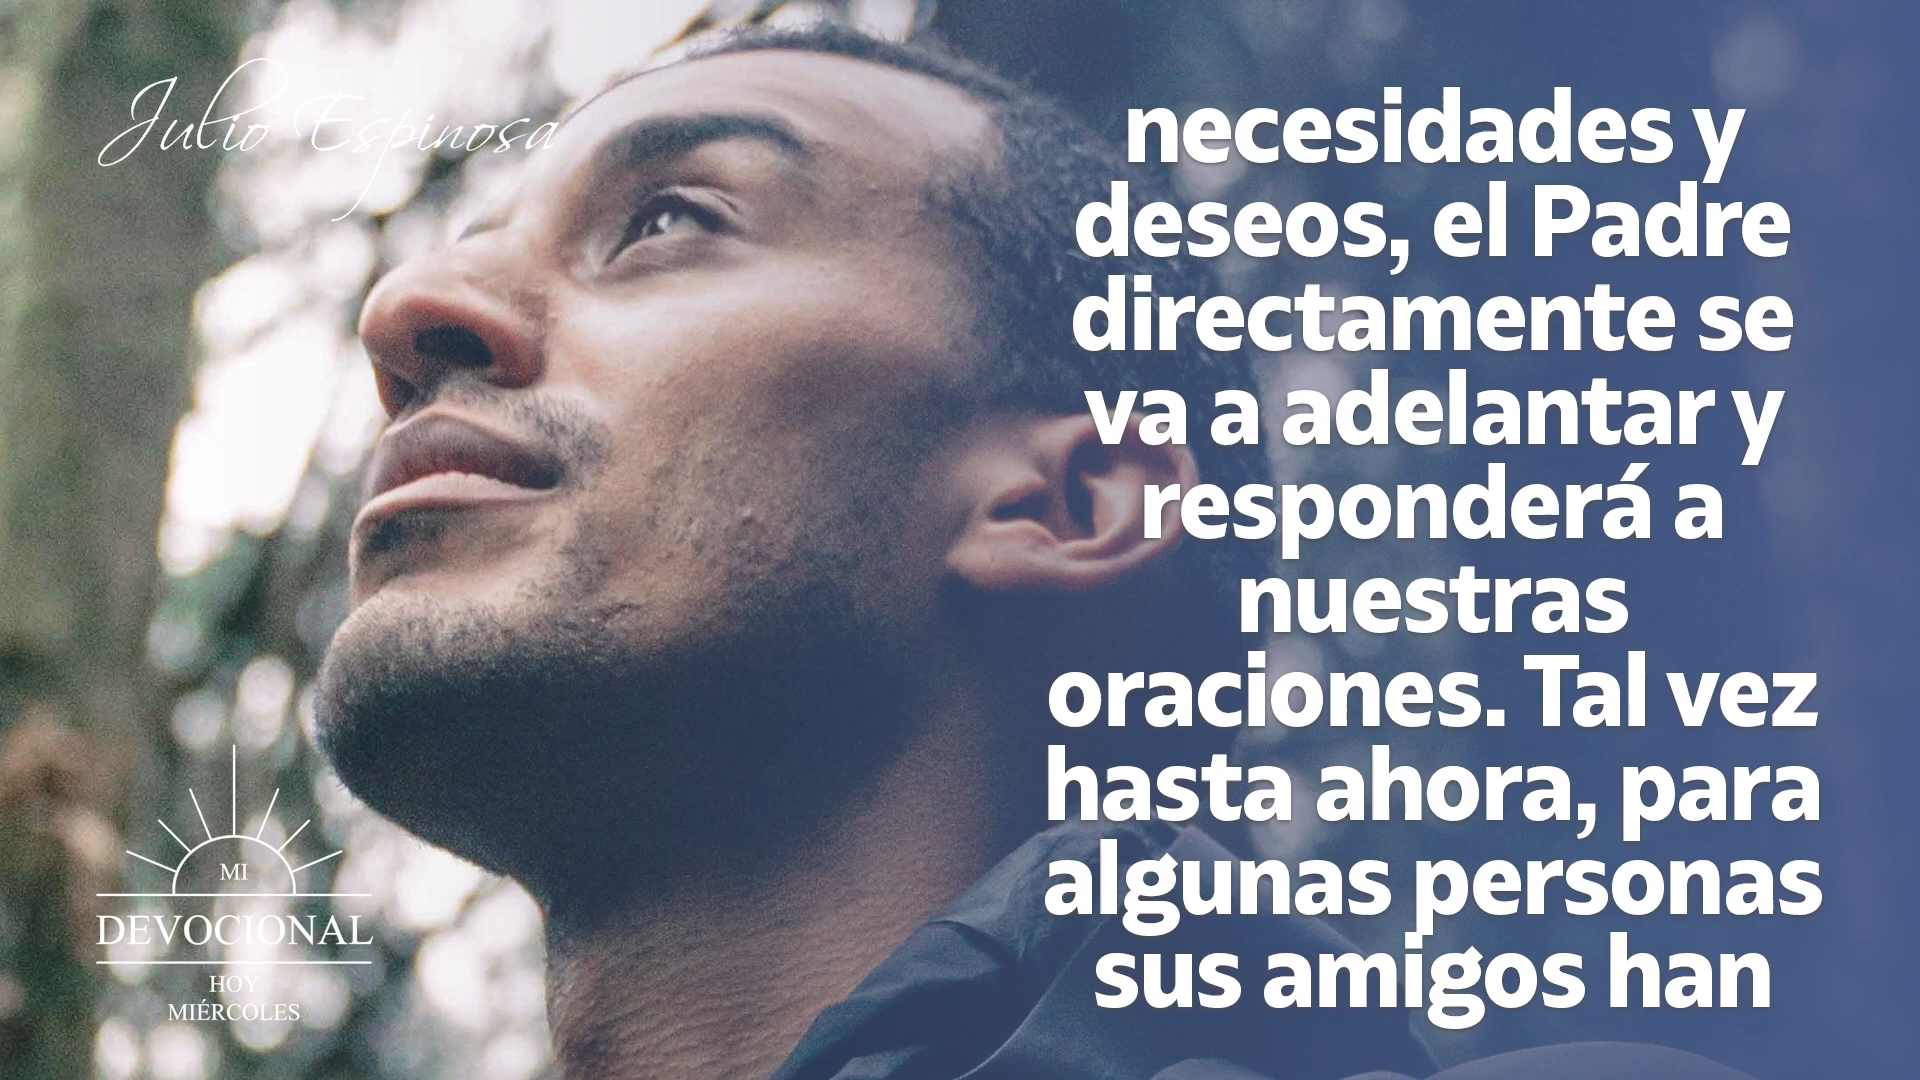 Julio Espinosa
necesidades y
deseos, el Padre
directamente se
va a adelantar y
responderá a
nuestras
oraciones. Tal vez
hasta ahora, para
algunas personas
sus amigos han
MI
DEVOCIONAL
HOY
MIÉRCOLES